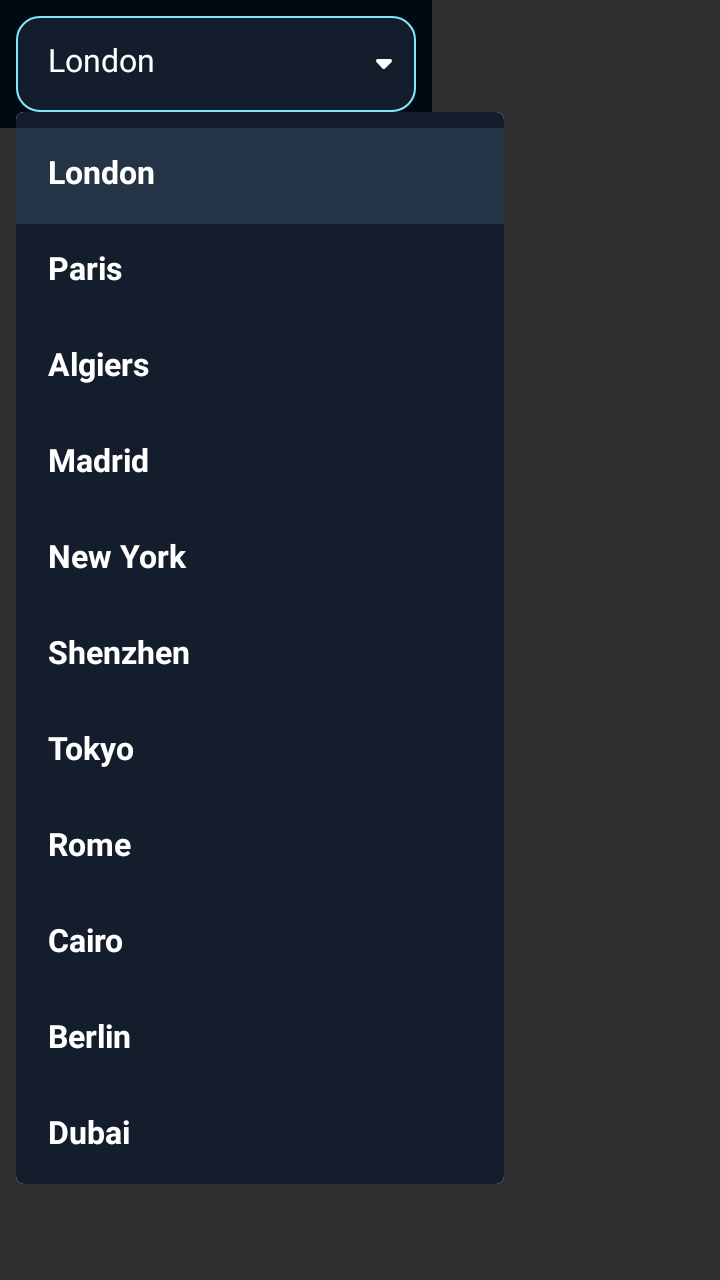 London
London
Paris
Algiers
Madrid
New York
Shenzhen
Tokyo
Rome
Cairo
Berlin
Dubai